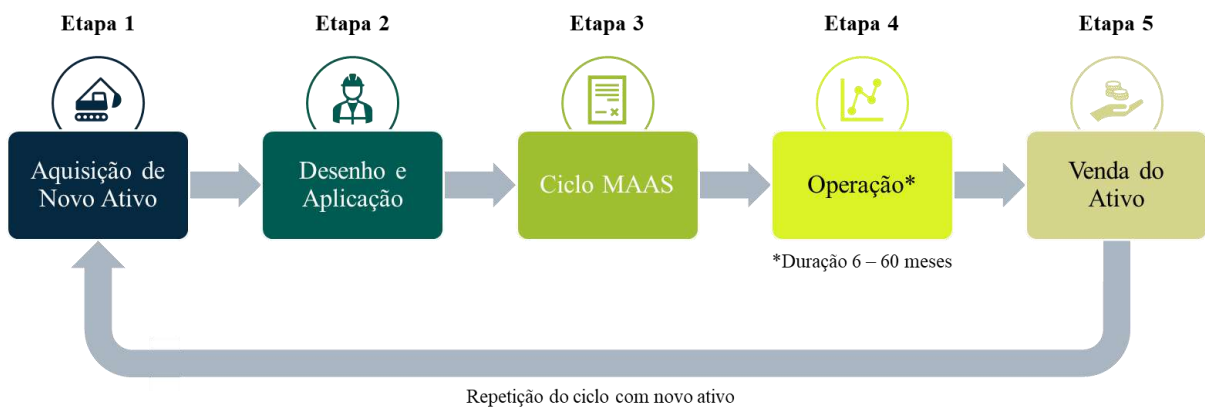 Etapa 1
Etapa 2
Etapa 3
Etapa 4
Etapa 5
Aquisição de
Novo Ativo
Desenho e
Aplicação
Ciclo MAAS
Operação*
Venda do
Ativo
*Duração 6 – 60 meses
Repetição do ciclo com novo ativo